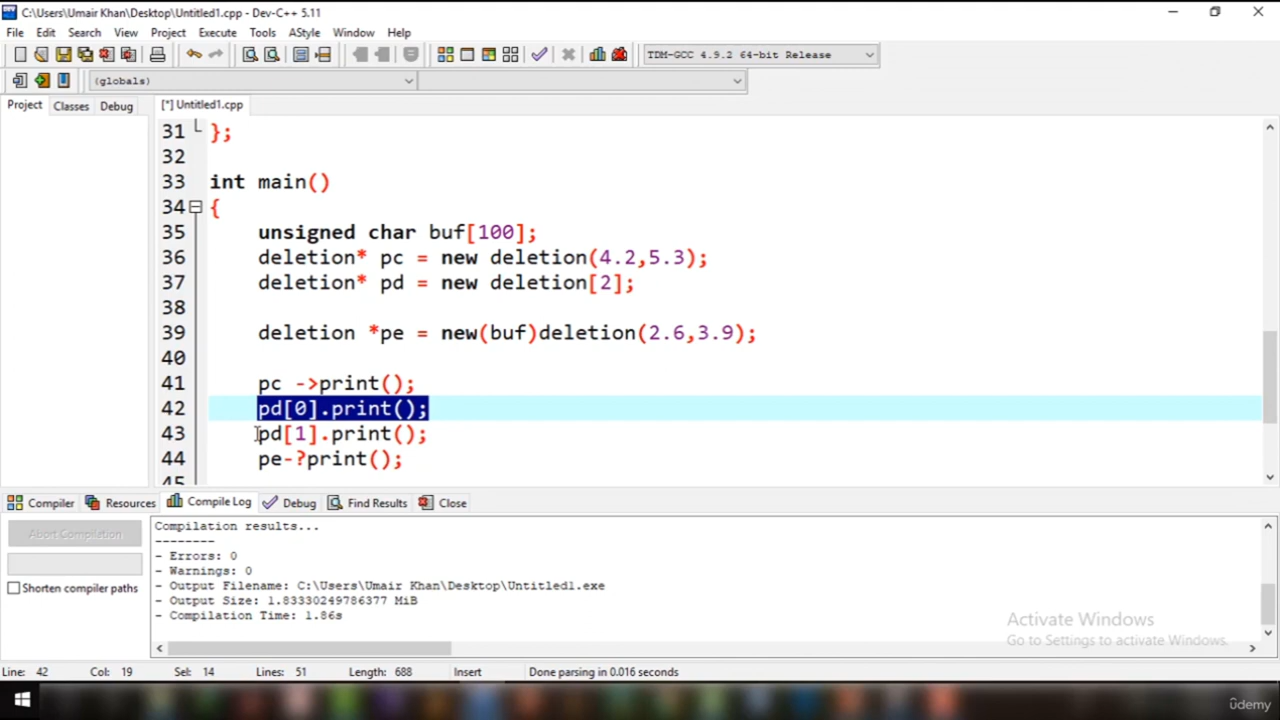 C:\Users\Umair Khan\Desktop\Untitled1.cpp - Dev-C++ 5.11
File Edit Search View Project Execute Tools AStyle Window Help
TDM-GCC 4.9.2 64-bit Release
(globals)
Project Classes Debug [*] Untitled1.cpp
31 };
32
33 int main()
34 {
35 unsigned char buf[100];
36 deletion* pc = new deletion(4.2,5.3);
37 deletion* pd = new deletion[2];
38
39 deletion *pe = new(buf)deletion(2.6,3.9);
40
41 pc ->print();
42 pd[0].print();
43 pd[1].print();
44 pe-?print();
45
Compiler Resources Compile Log Debug Find Results Close
Abort Compilation
Shorten compiler paths
Compilation results...
--------
- Errors: 0
- Warnings: 0
- Output Filename: C:\Users\Umair Khan\Desktop\Untitled1.exe
- Output Size: 1.83330249786377 MiB
- Compilation Time: 1.86s
Activate Windows
Go to Settings to activate Windows.
Line: 42 Col: 19 Sel: 14 Lines: 51 Length: 688 Insert Done parsing in 0.016 seconds
ûdemy